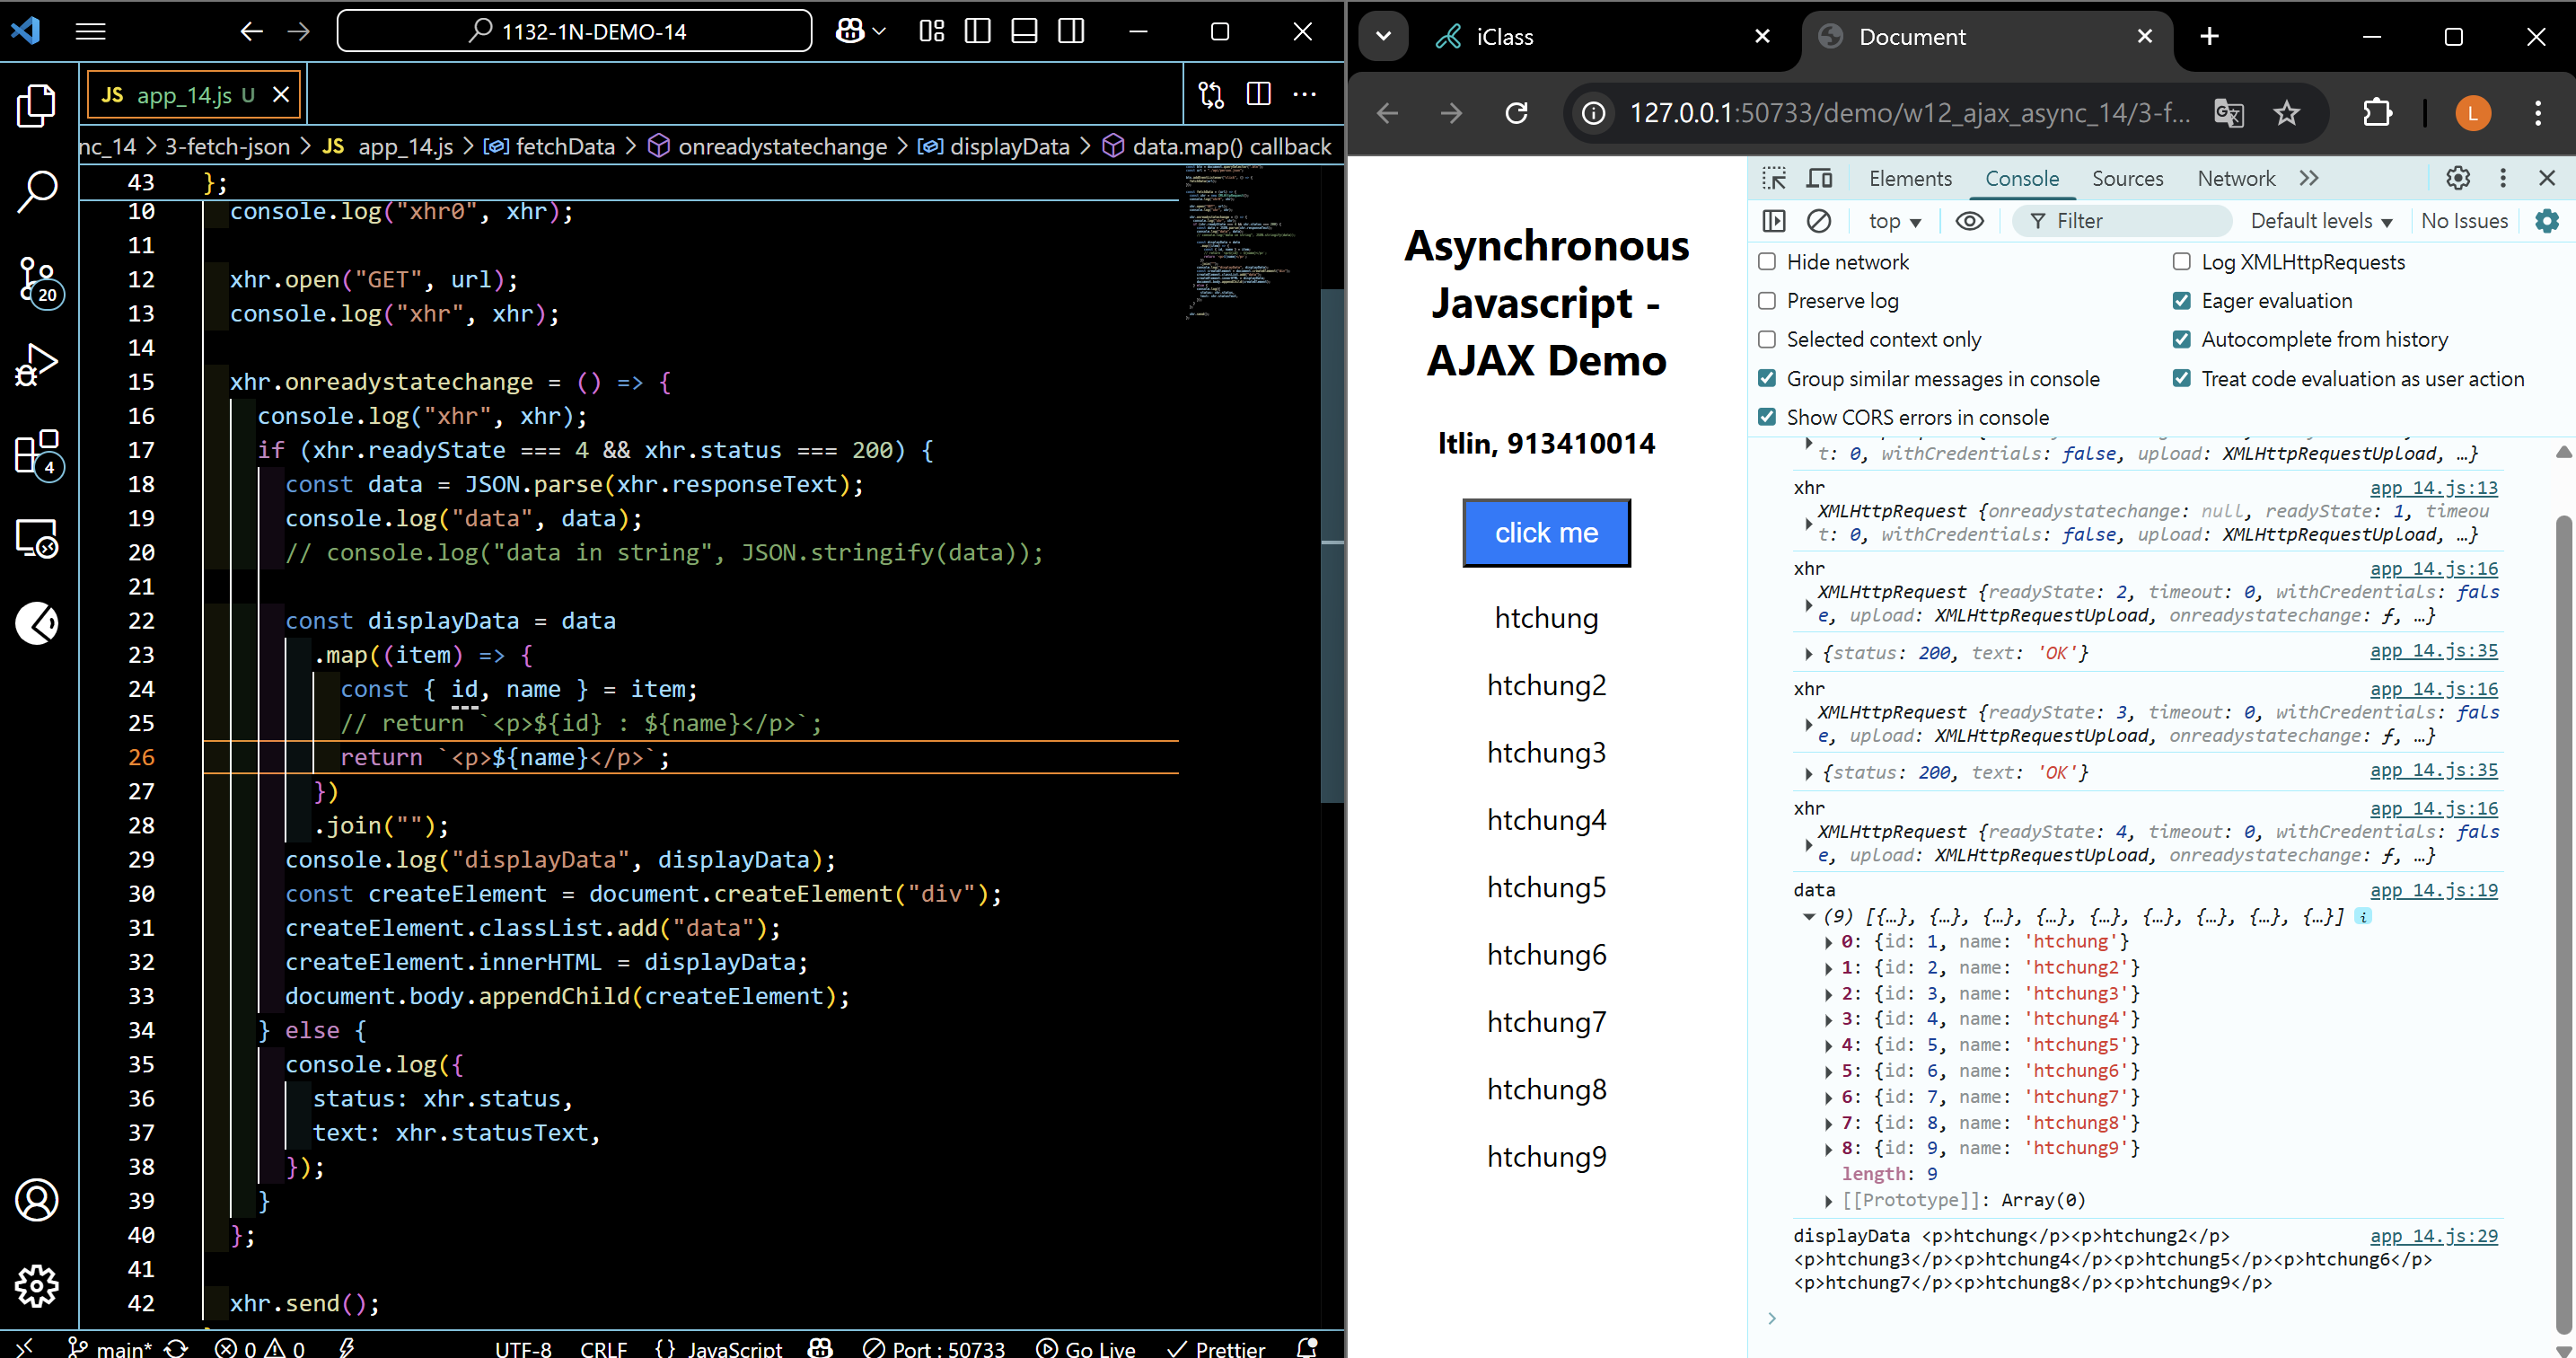 1132-1N-DEMO-14
JS app_14.js U
nc_14 > 3-fetch-json > JS app_14.js > fetchData > onreadystatechange > displayData > data.map() callback
43 };
10 console.log("xhr0", xhr);
11
12 xhr.open("GET", url);
13 console.log("xhr", xhr);
14
15 xhr.onreadystatechange = () => {
16 console.log("xhr", xhr);
17 if (xhr.readyState === 4 && xhr.status === 200) {
18 const data = JSON.parse(xhr.responseText);
19 console.log("data", data);
20 // console.log("data in string", JSON.stringify(data));
21
22 const displayData = data
23 .map((item) => {
24 const { id, name } = item;
25 // return `<p>${id} : ${name}</p>`;
26 return `<p>${name}</p>`;
27 })
28 .join("");
29 console.log("displayData", displayData);
30 const createElement = document.createElement("div");
31 createElement.classList.add("data");
32 createElement.innerHTML = displayData;
33 document.body.appendChild(createElement);
34 } else {
35 console.log({
36 status: xhr.status,
37 text: xhr.statusText,
38 });
39 }
40 };
41
42 xhr.send();
20
4
main* 0 0 UTF-8 CRLF {} JavaScript Port : 50733 Go Live Prettier
iClass
Document
127.0.0.1:50733/demo/w12_ajax_async_14/3-f...
L
Asynchronous
Javascript -
AJAX Demo
ltlin, 913410014
click me
htchung
htchung2
htchung3
htchung4
htchung5
htchung6
htchung7
htchung8
htchung9
Elements Console Sources Network
top Filter Default levels No Issues
Hide network Log XMLHttpRequests
Preserve log Eager evaluation
Selected context only Autocomplete from history
Group similar messages in console Treat code evaluation as user action
Show CORS errors in console
t: 0, withCredentials: false, upload: XMLHttpRequestUpload, …}
xhr app_14.js:13
XMLHttpRequest {onreadystatechange: null, readyState: 1, timeou
t: 0, withCredentials: false, upload: XMLHttpRequestUpload, …}
xhr app_14.js:16
XMLHttpRequest {readyState: 2, timeout: 0, withCredentials: fals
e, upload: XMLHttpRequestUpload, onreadystatechange: ƒ, …}
{status: 200, text: 'OK'} app_14.js:35
xhr app_14.js:16
XMLHttpRequest {readyState: 3, timeout: 0, withCredentials: fals
e, upload: XMLHttpRequestUpload, onreadystatechange: ƒ, …}
{status: 200, text: 'OK'} app_14.js:35
xhr app_14.js:16
XMLHttpRequest {readyState: 4, timeout: 0, withCredentials: fals
e, upload: XMLHttpRequestUpload, onreadystatechange: ƒ, …}
data app_14.js:19
(9) [{…}, {…}, {…}, {…}, {…}, {…}, {…}, {…}, {…}] i
0: {id: 1, name: 'htchung'}
1: {id: 2, name: 'htchung2'}
2: {id: 3, name: 'htchung3'}
3: {id: 4, name: 'htchung4'}
4: {id: 5, name: 'htchung5'}
5: {id: 6, name: 'htchung6'}
6: {id: 7, name: 'htchung7'}
7: {id: 8, name: 'htchung8'}
8: {id: 9, name: 'htchung9'}
length: 9
[[Prototype]]: Array(0)
displayData <p>htchung</p><p>htchung2</p> app_14.js:29
<p>htchung3</p><p>htchung4</p><p>htchung5</p><p>htchung6</p>
<p>htchung7</p><p>htchung8</p><p>htchung9</p>